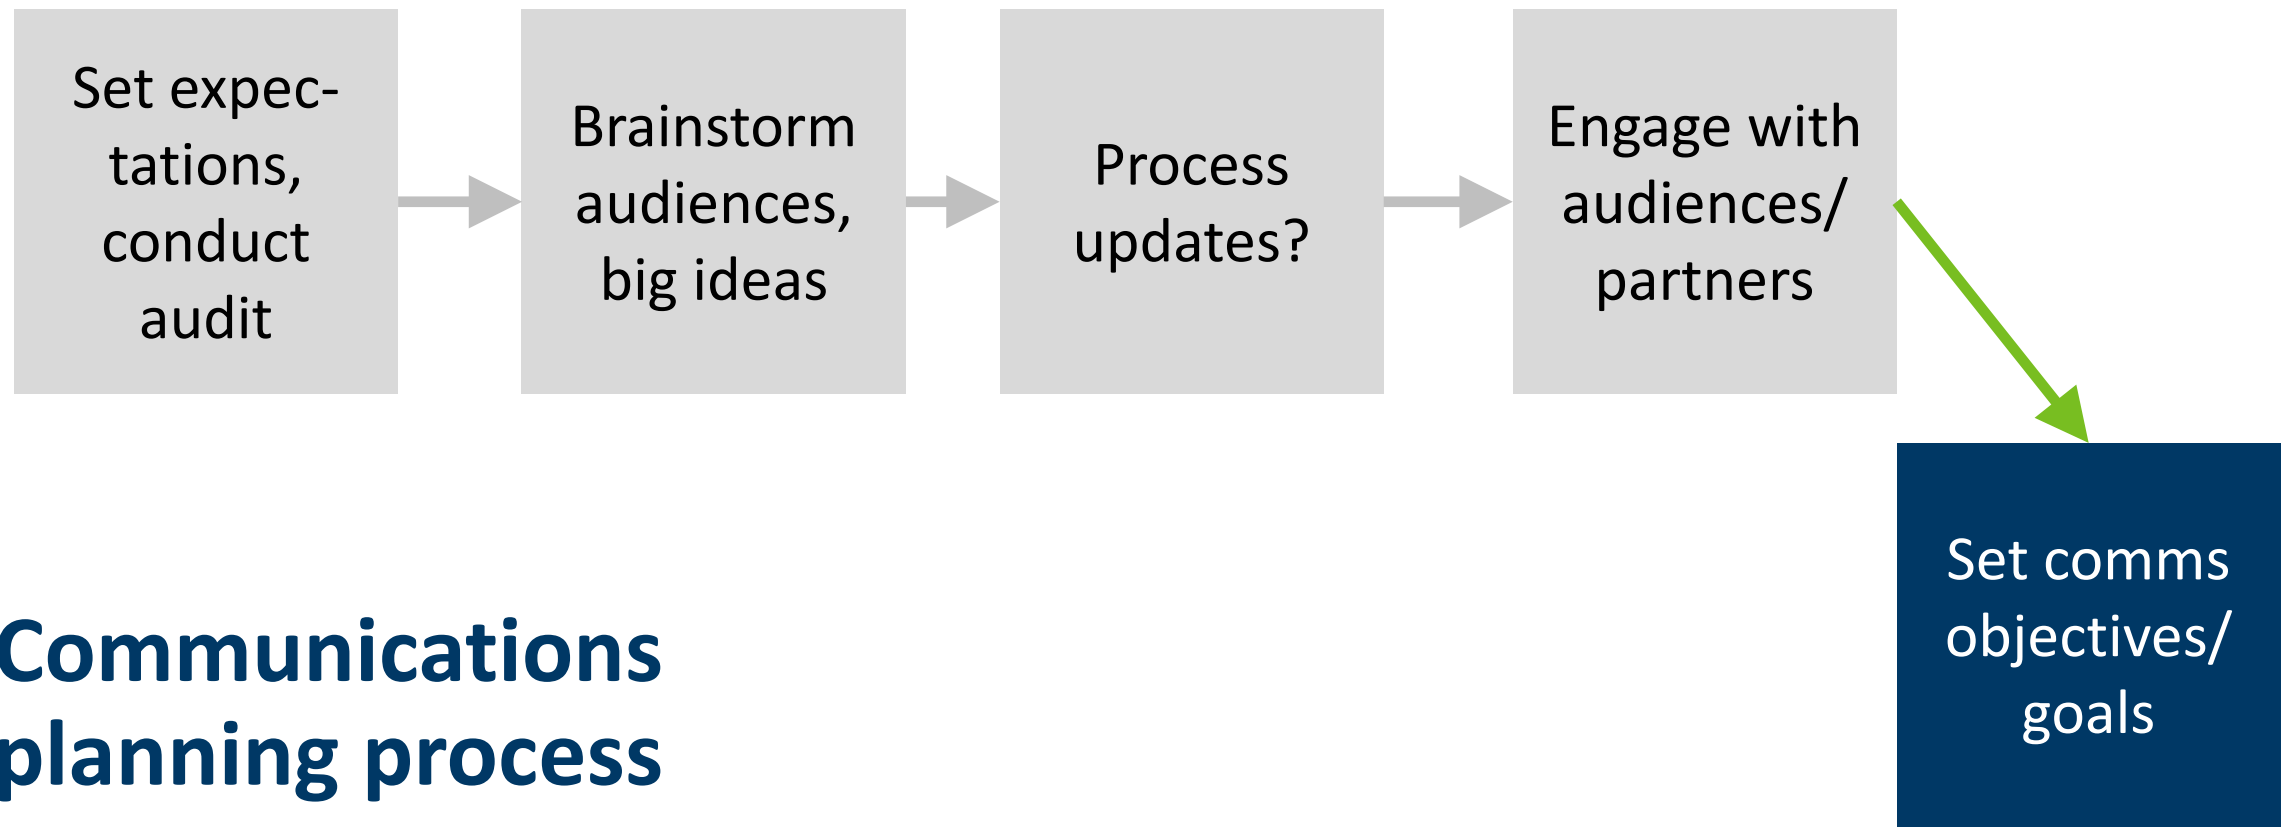 Set expec-
tations,
conduct
audit
Brainstorm
audiences,
big ideas
Process
updates?
Engage with
audiences/
partners
Set comms
objectives/
goals
Communications
planning process